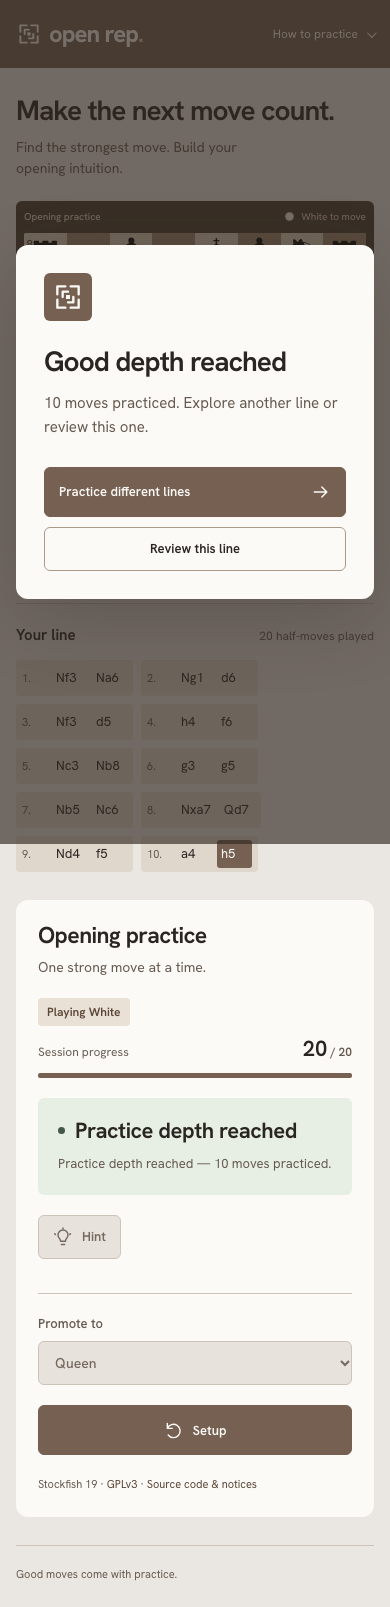 open rep.
How to practice
Make the next move count.
Find the strongest move. Build your
opening intuition.
Opening practice
White to move
Good depth reached
10 moves practiced. Explore another line or
review this one.
Practice different lines
Review this line
Your line
20 half-moves played
1. Nf3 Na6
2. Ng1 d6
3. Nf3 d5
4. h4 f6
5. Nc3 Nb8
6. g3 g5
7. Nb5 Nc6
8. Nxa7 Qd7
9. Nd4 f5
10. a4 h5
Opening practice
One strong move at a time.
Playing White
Session progress
20 / 20
Practice depth reached
Practice depth reached — 10 moves practiced.
Hint
Promote to
Queen
Setup
Stockfish 19 · GPLv3 · Source code & notices
Good moves come with practice.